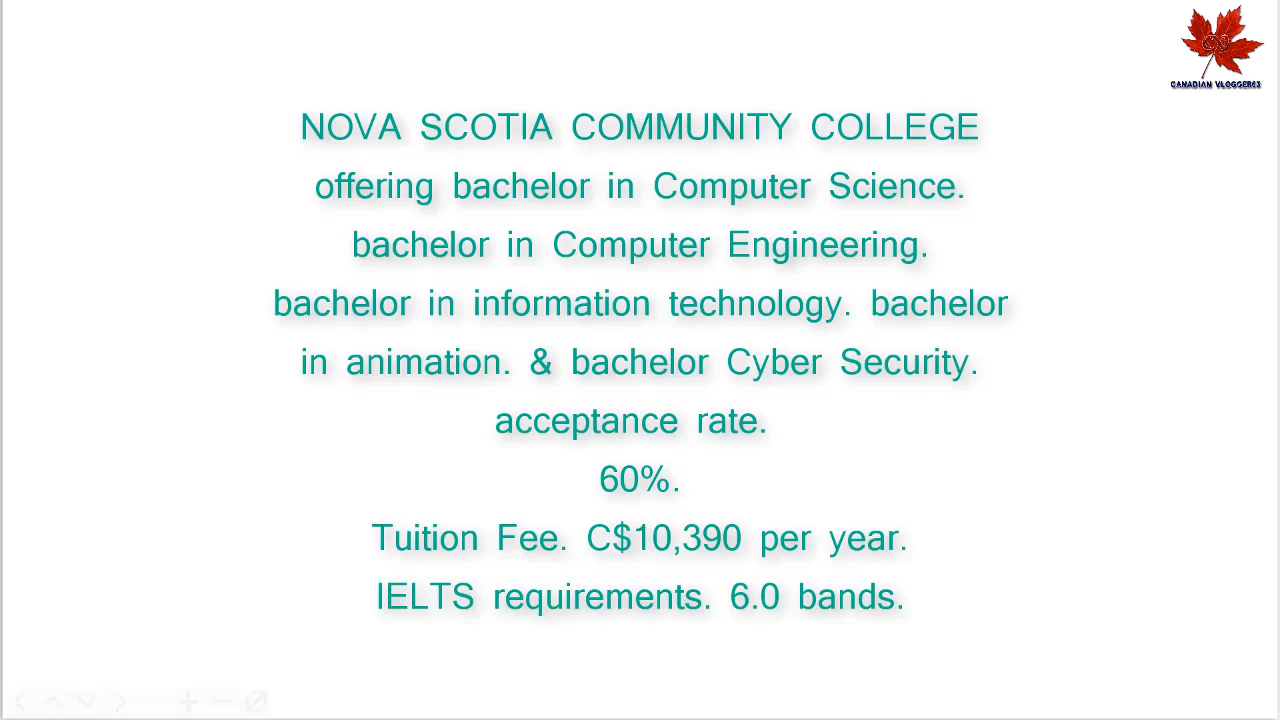 CV
CANADIAN VLOGGER63
NOVA SCOTIA COMMUNITY COLLEGE
offering bachelor in Computer Science.
bachelor in Computer Engineering.
bachelor in information technology. bachelor
in animation. & bachelor Cyber Security.
acceptance rate.
60%.
Tuition Fee. C$10,390 per year.
IELTS requirements. 6.0 bands.